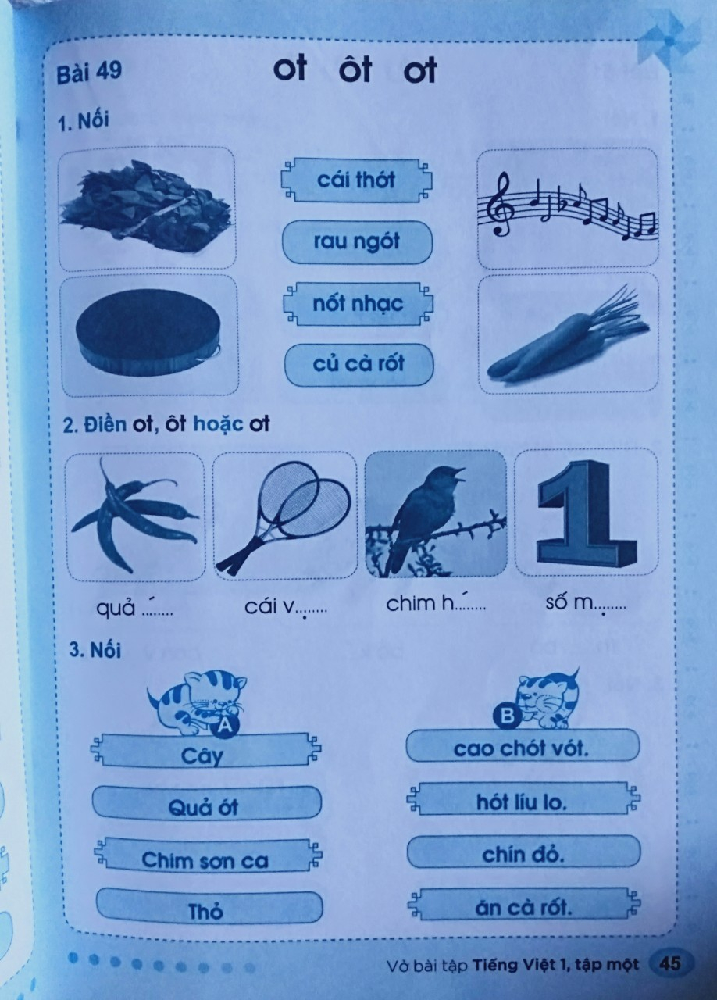 Bài 49 ot ôt ơt
1. Nối
cái thớt
rau ngót
nốt nhạc
củ cà rốt
2. Điền ot, ôt hoặc ơt
quả ..́......
cái v..̣......
chim h..́......
số m..̣......
3. Nối
A
B
Cây
cao chót vót.
Quả ớt
hót líu lo.
Chim sơn ca
chín đỏ.
Thỏ
ăn cà rốt.
Vở bài tập Tiếng Việt 1, tập một 45